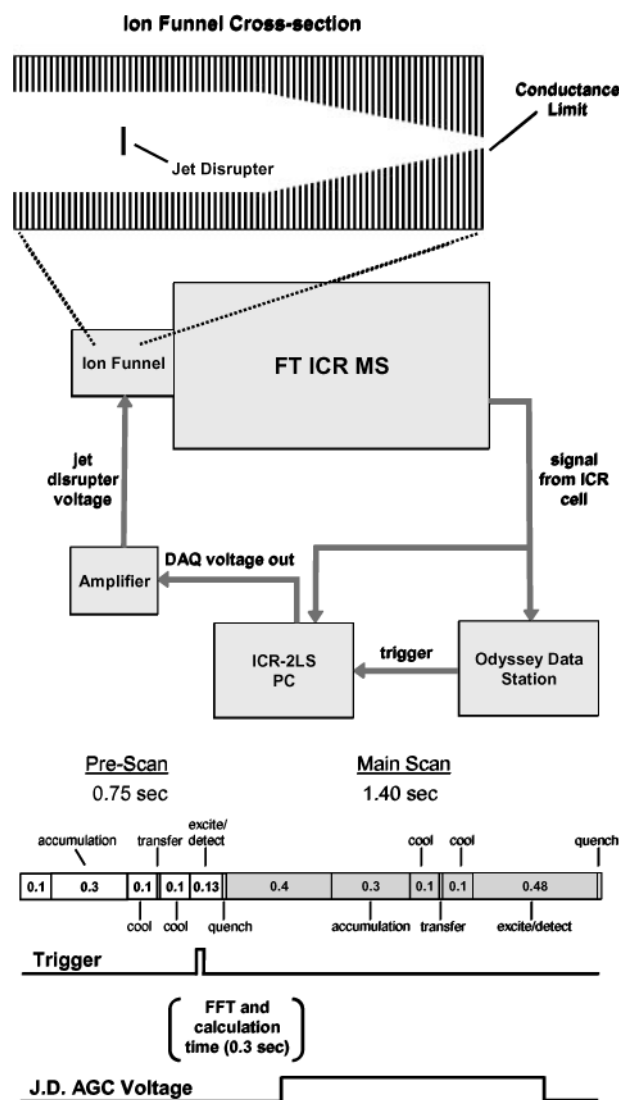 Ion Funnel Cross-section
Conductance
Limit
Jet Disrupter
Ion Funnel
FT ICR MS
jet
disrupter
voltage
signal
from ICR
cell
DAQ voltage out
Amplifier
ICR-2LS
PC
trigger
Odyssey Data
Station
Pre-Scan
0.75 sec
Main Scan
1.40 sec
accumulation
transfer
excite/
detect
cool
cool
quench
0.1
0.3
0.1
0.1
0.13
0.4
0.3
0.1
0.1
0.48
cool
cool
quench
accumulation
transfer
excite/detect
Trigger
FFT and
calculation
time (0.3 sec)
J.D. AGC Voltage